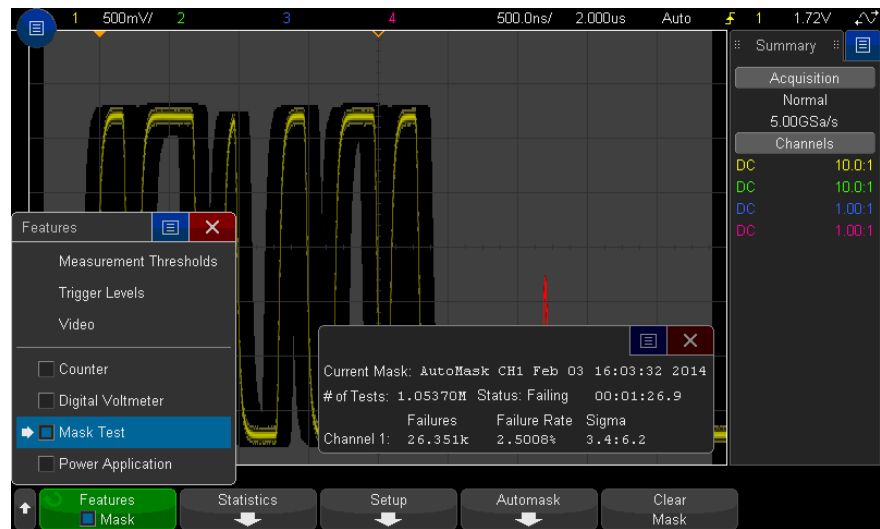 1 500mV/ 2 3 4 500.0ns/ 2.000us Auto 1 1.72V
Summary
Acquisition
Normal
5.00GSa/s
Channels
DC 10.0:1
DC 10.0:1
DC 1.00:1
DC 1.00:1
Features
Measurement Thresholds
Trigger Levels
Video
Counter
Digital Voltmeter
Mask Test
Power Application
Current Mask: AutoMask CH1 Feb 03 16:03:32 2014
# of Tests: 1.05370M Status: Failing 00:01:26.9
Failures Failure Rate Sigma
Channel 1: 26.351k 2.5008% 3.4:6.2
Features
Mask
Statistics
Setup
Automask
Clear
Mask